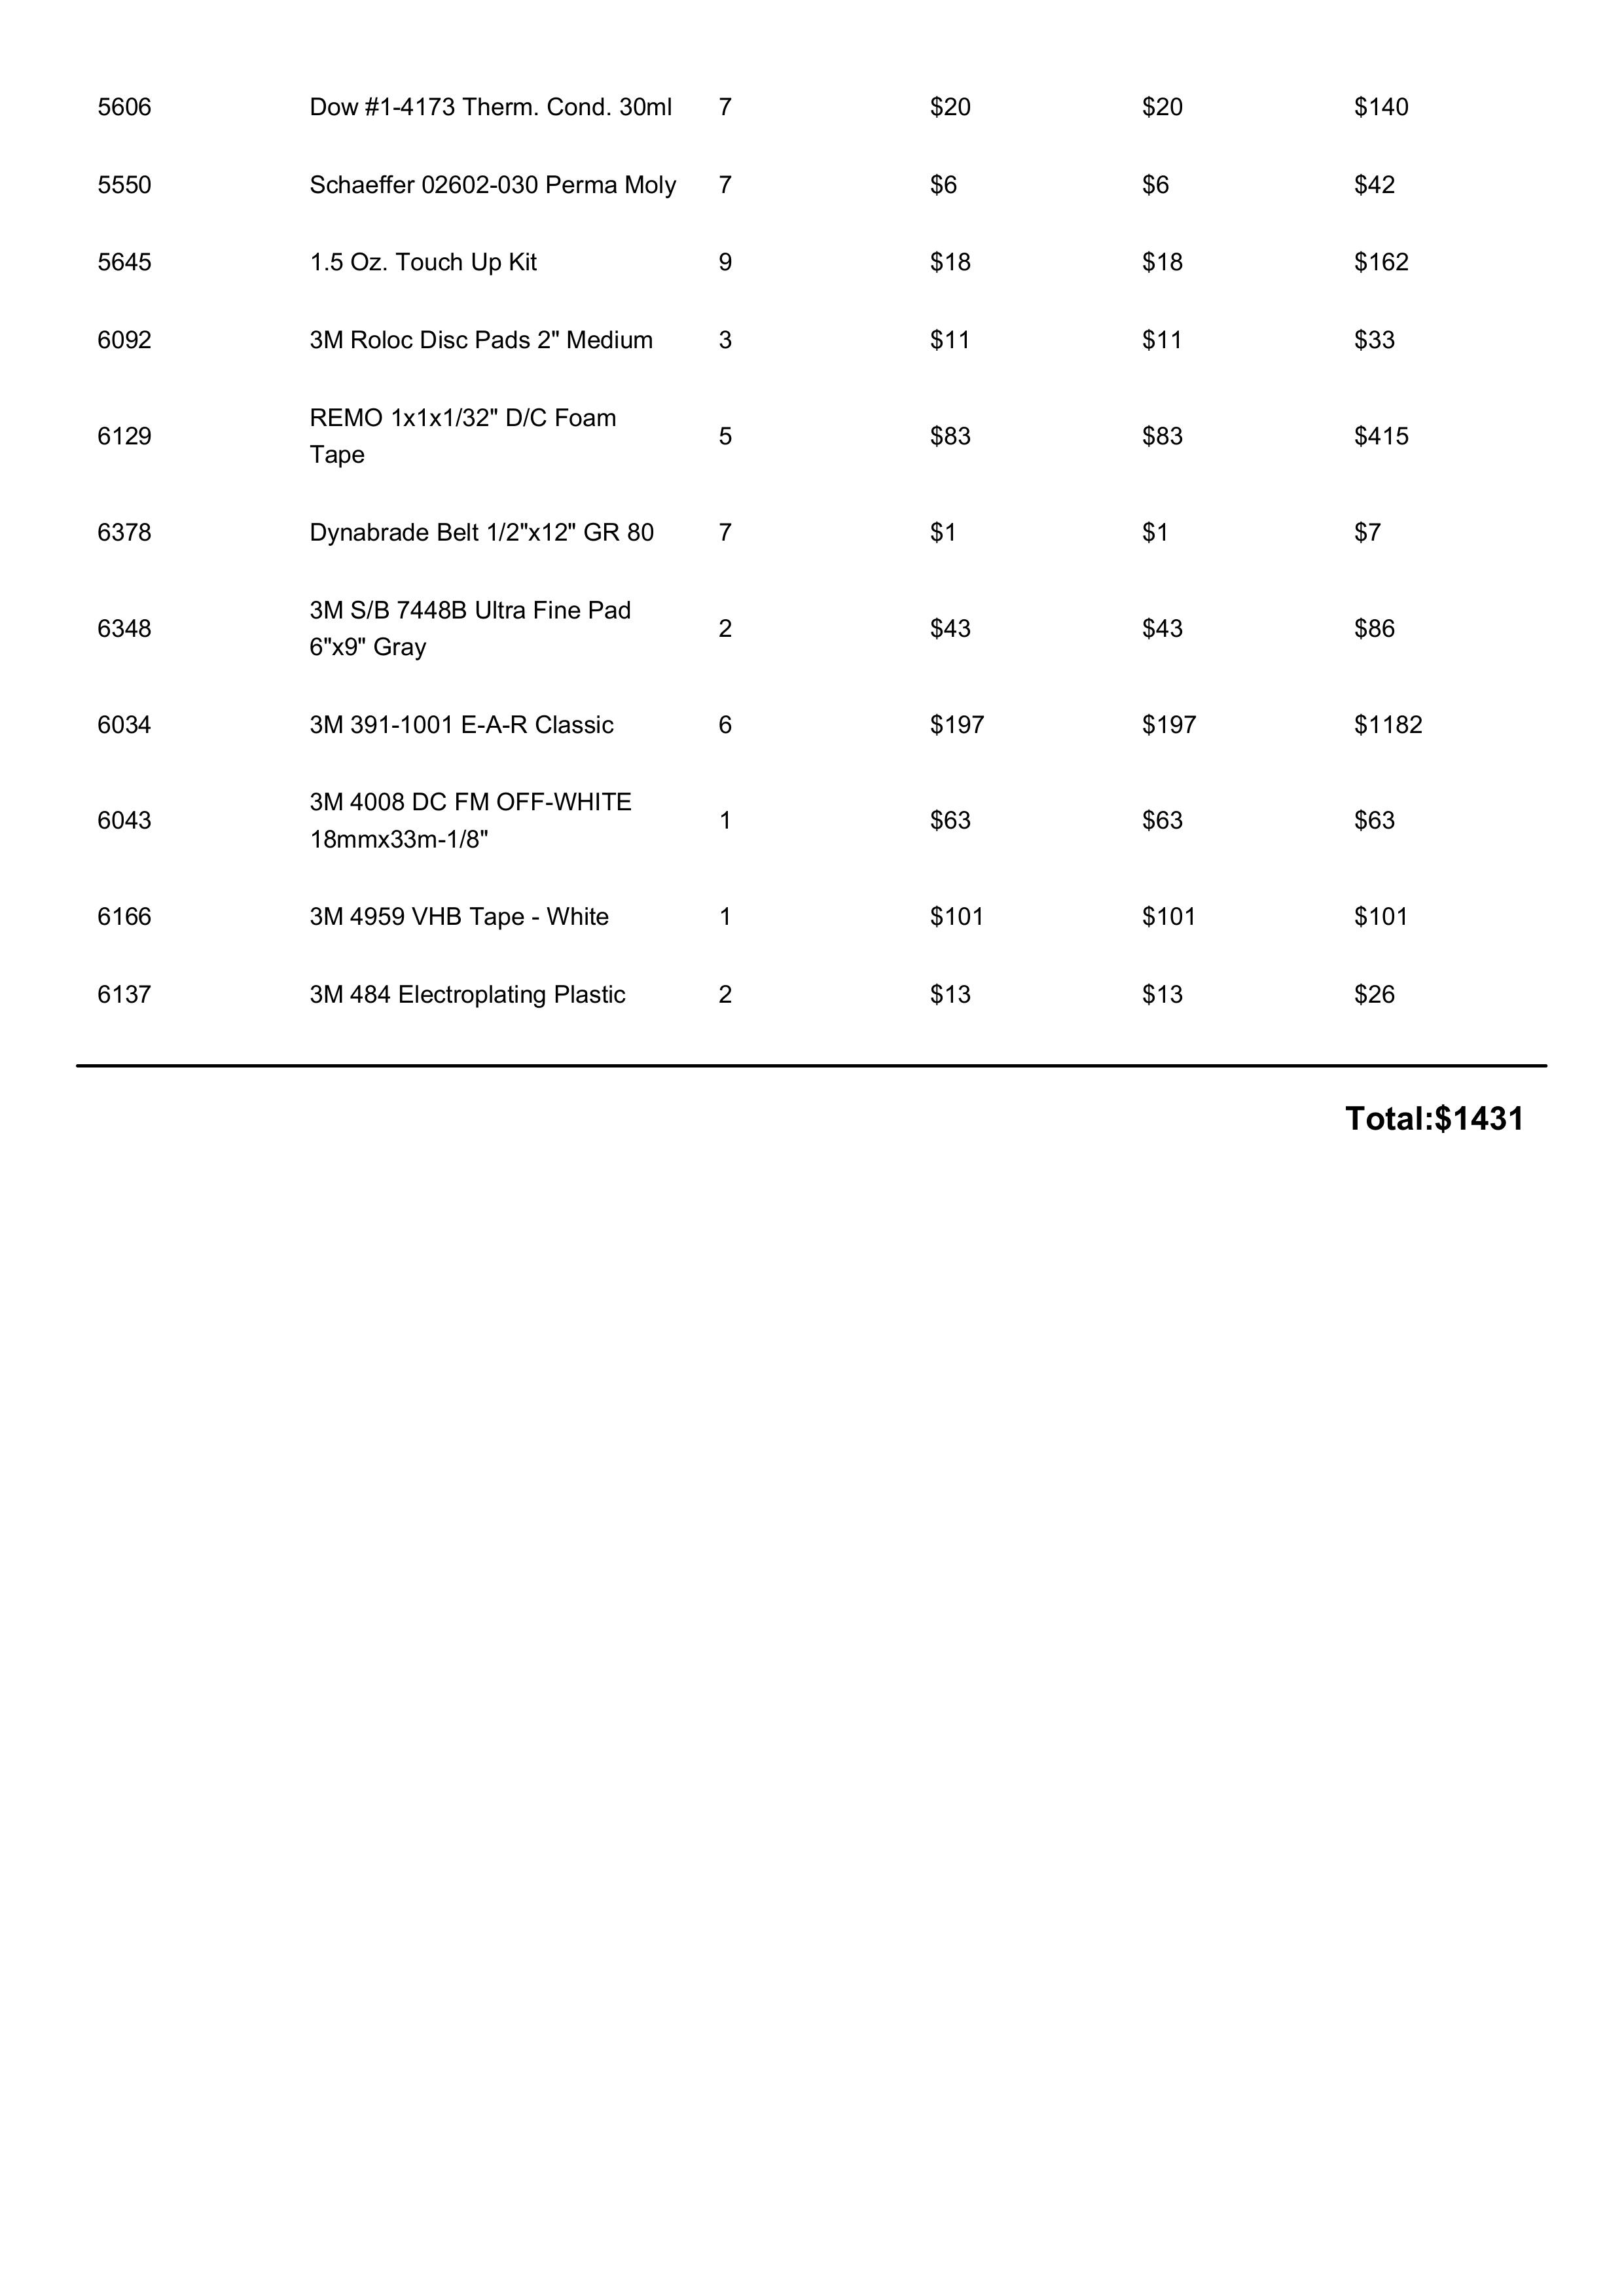 5606 Dow #1-4173 Therm. Cond. 30ml 7 $20 $20 $140
5550 Schaeffer 02602-030 Perma Moly 7 $6 $6 $42
5645 1.5 Oz. Touch Up Kit 9 $18 $18 $162
6092 3M Roloc Disc Pads 2" Medium 3 $11 $11 $33
6129 REMO 1x1x1/32" D/C Foam
Tape 5 $83 $83 $415
6378 Dynabrade Belt 1/2"x12" GR 80 7 $1 $1 $7
6348 3M S/B 7448B Ultra Fine Pad
6"x9" Gray 2 $43 $43 $86
6034 3M 391-1001 E-A-R Classic 6 $197 $197 $1182
6043 3M 4008 DC FM OFF-WHITE
18mmx33m-1/8" 1 $63 $63 $63
6166 3M 4959 VHB Tape - White 1 $101 $101 $101
6137 3M 484 Electroplating Plastic 2 $13 $13 $26
Total:$1431